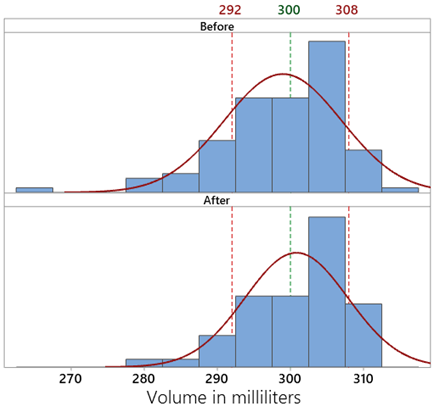 292 300 308
Before
After
270 280 290 300 310
Volume in milliliters